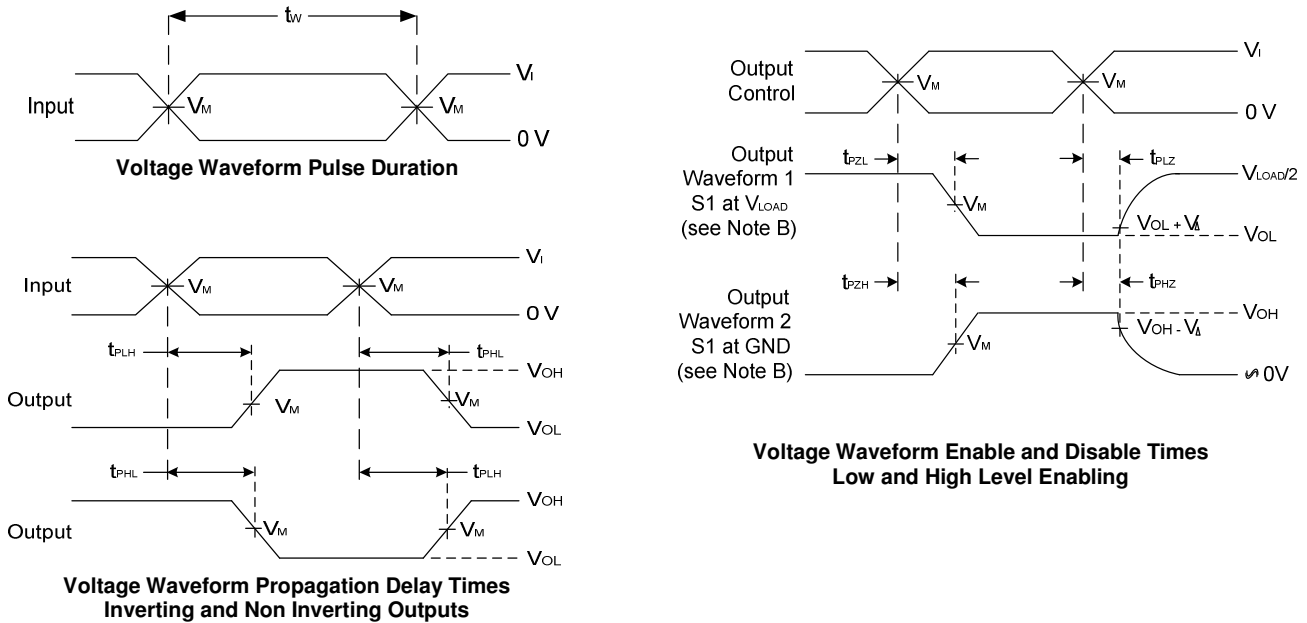 tW
VI
Input
VM
VM
0 V
Voltage Waveform Pulse Duration
VI
Input
VM
VM
0 V
tPLH
tPHL
VOH
Output
VM
VM
VOL
tPHL
tPLH
VOH
Output
VM
VM
VOL
Voltage Waveform Propagation Delay Times
Inverting and Non Inverting Outputs
VI
Output
Control
VM
VM
0 V
Output
Waveform 1
S1 at VLOAD
(see Note B)
tPZL
tPLZ
VLOAD/2
VM
VOL + VΔ
VOL
Output
Waveform 2
S1 at GND
(see Note B)
tPZH
tPHZ
VOH
VOH - VΔ
VM
0V
Voltage Waveform Enable and Disable Times
Low and High Level Enabling